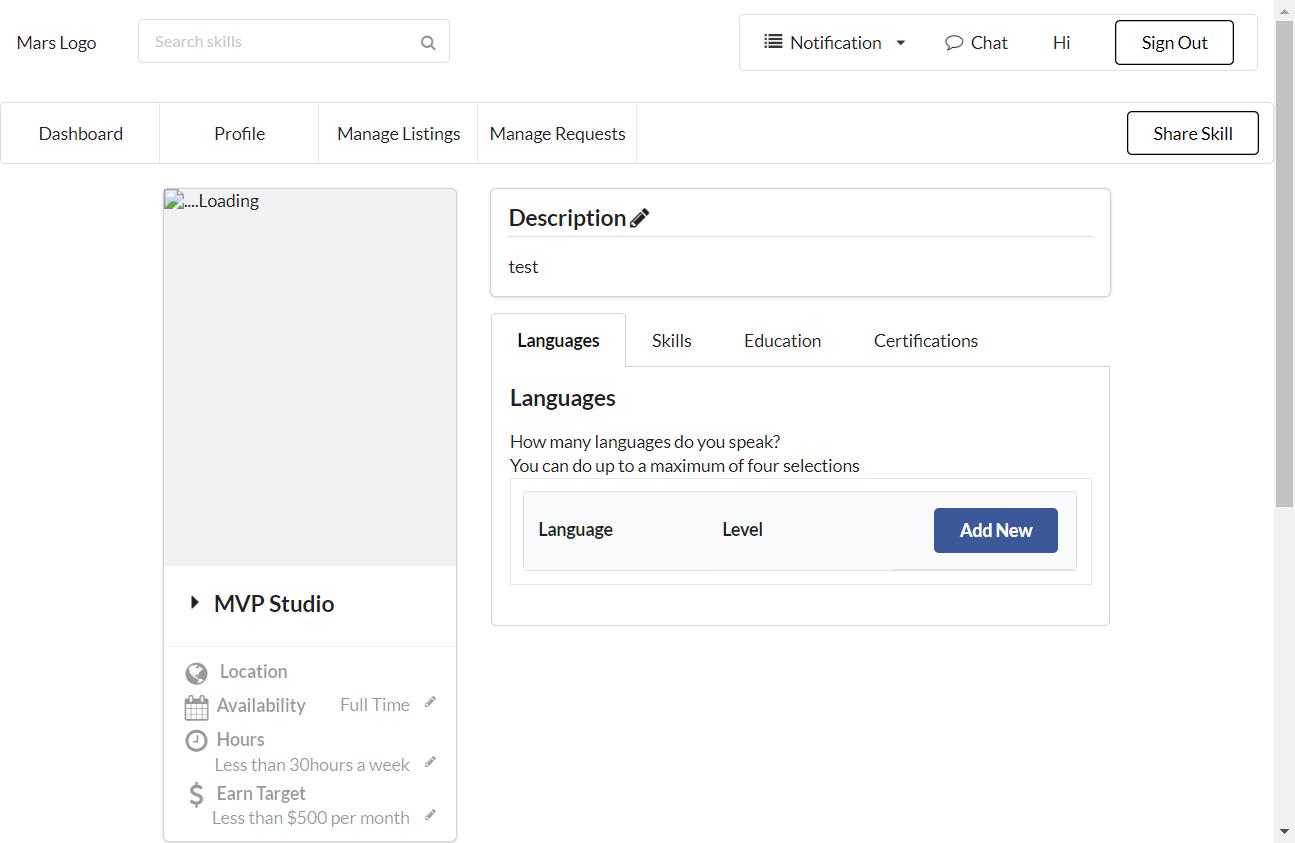 Mars Logo
Search skills
Notification
Chat
Hi
Sign Out
Dashboard
Profile
Manage Listings
Manage Requests
Share Skill
....Loading
MVP Studio
Location
Availability Full Time
Hours
Less than 30hours a week
Earn Target
Less than $500 per month
Description
test
Languages
Skills
Education
Certifications
Languages
How many languages do you speak?
You can do up to a maximum of four selections
Language Level Add New